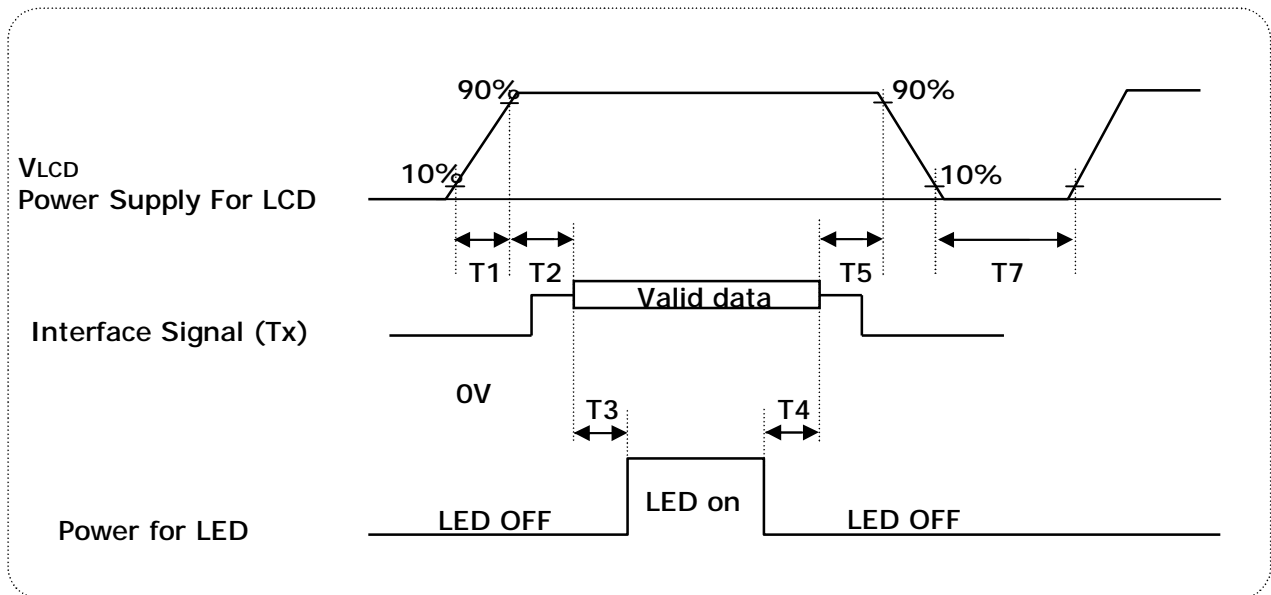 90% 90%
VLCD
10% 10%
Power Supply For LCD
T1 T2 T5 T7
Valid data
Interface Signal (Tx)
0V
T3 T4
LED on
Power for LED LED OFF LED OFF